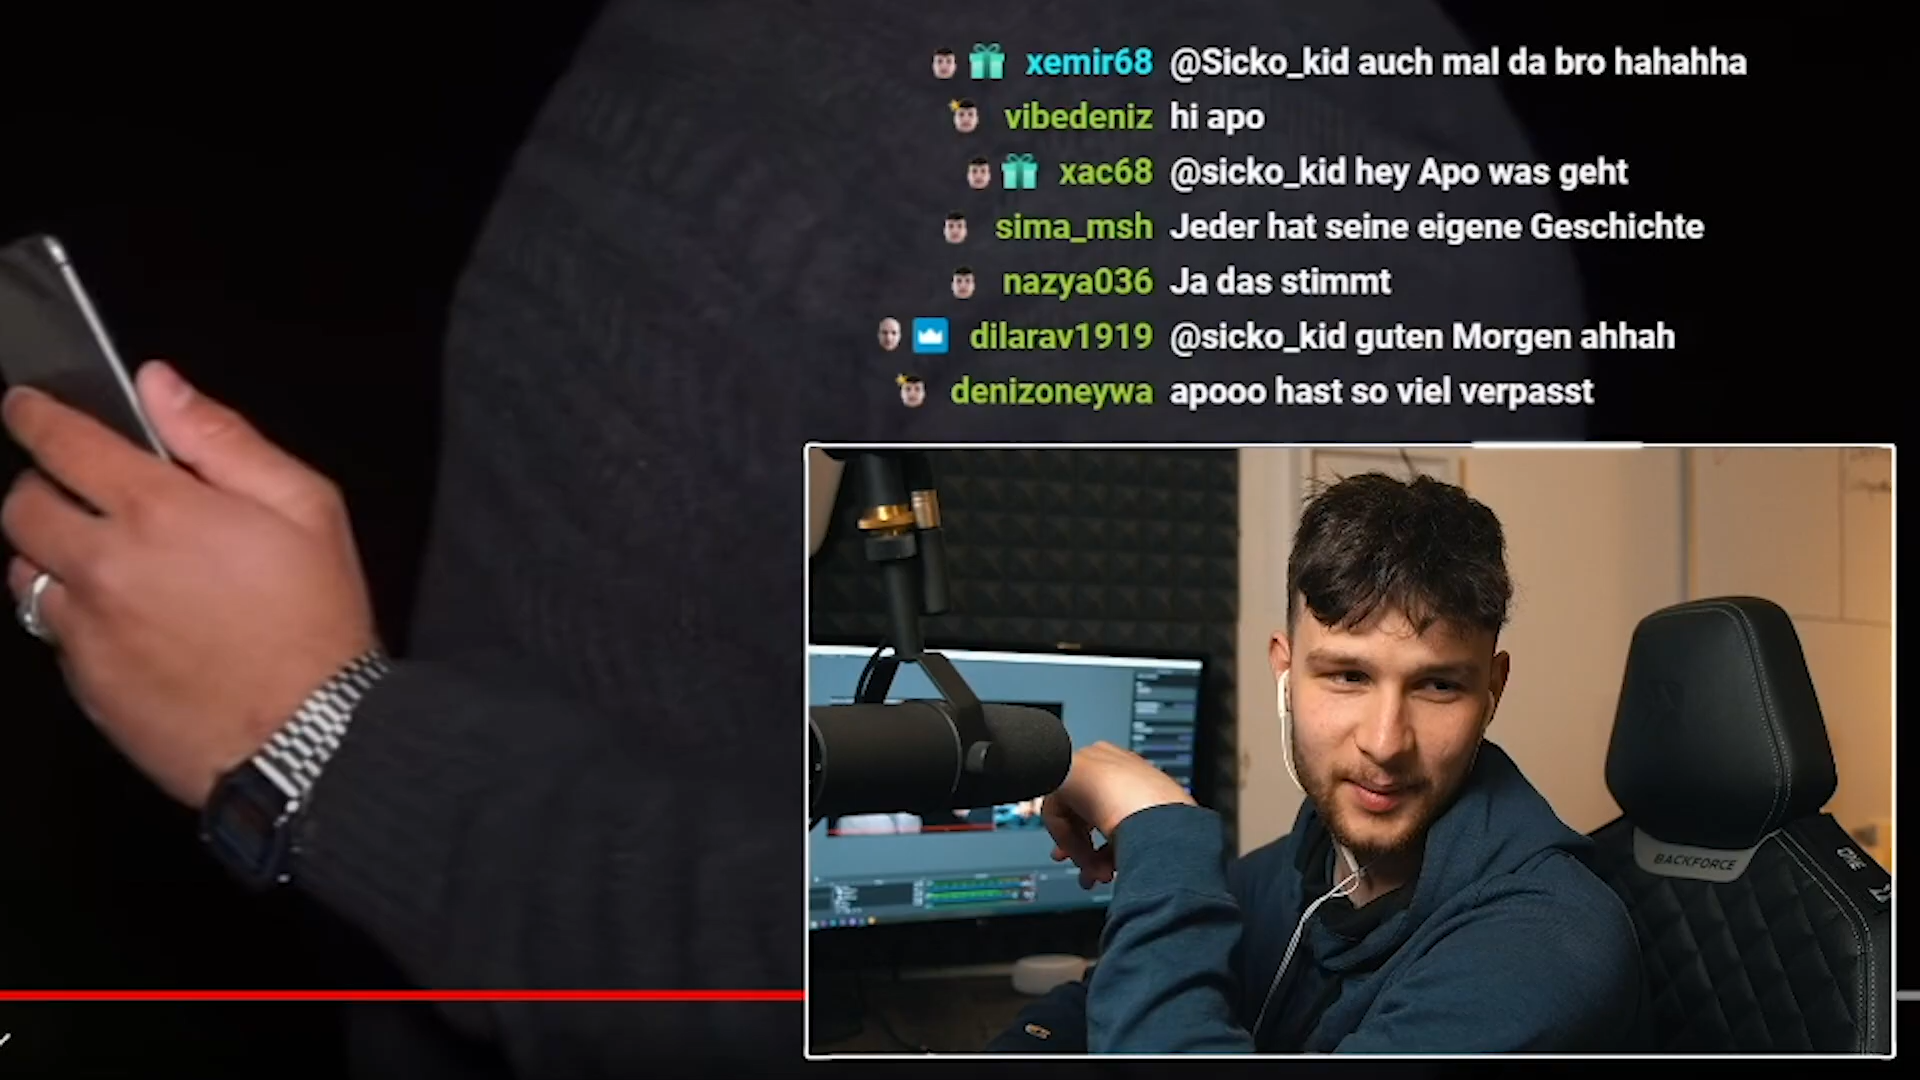 xemir68 @Sicko_kid auch mal da bro hahahha
vibedeniz hi apo
xac68 @sicko_kid hey Apo was geht
sima_msh Jeder hat seine eigene Geschichte
nazya036 Ja das stimmt
dilarav1919 @sicko_kid guten Morgen ahhah
denizoneywa apooo hast so viel verpasst
BACKFORCE
ONE